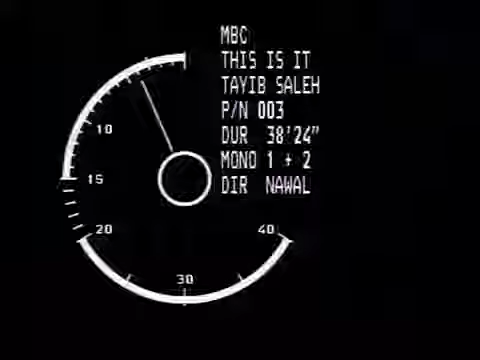 MBC
THIS IS IT
TAYIB SALEH
P/N 003
DUR 38'24"
MONO 1 + 2
DIR NAWAL
10
15
20
40
30